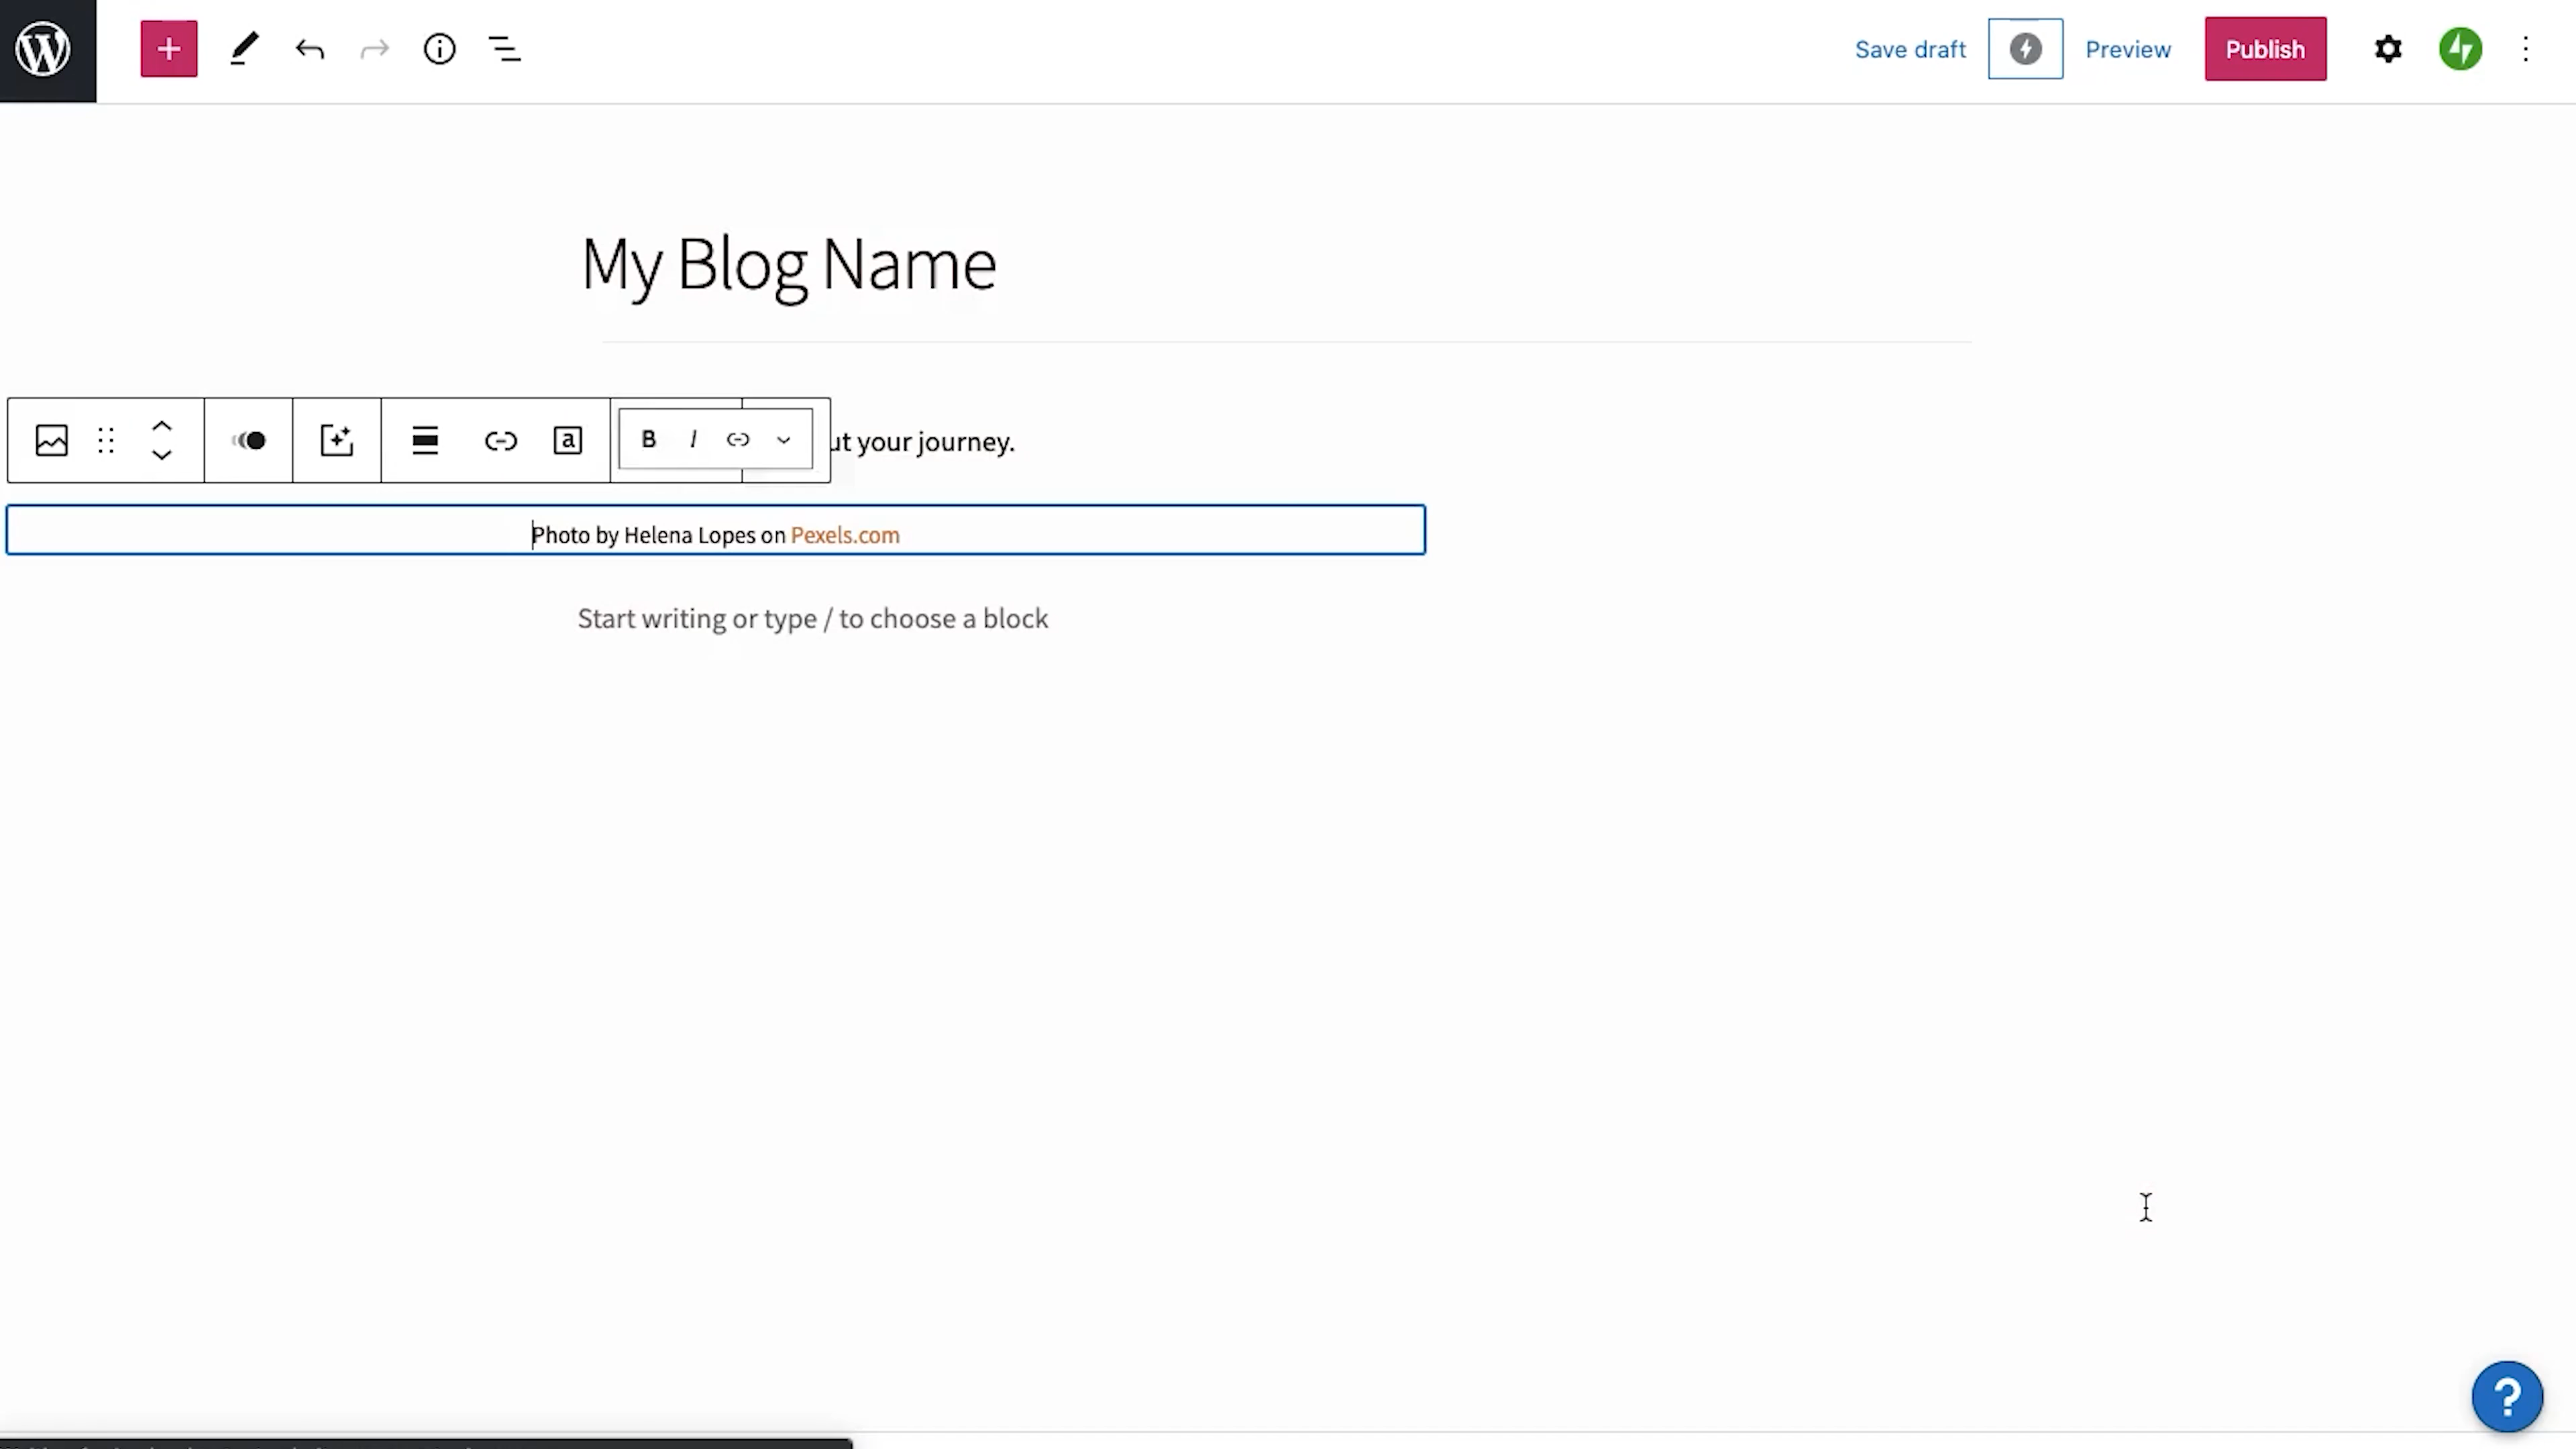 Save draft
Preview
Publish
My Blog Name
B I
your journey.
Photo by Helena Lopes on Pexels.com
Start writing or type / to choose a block